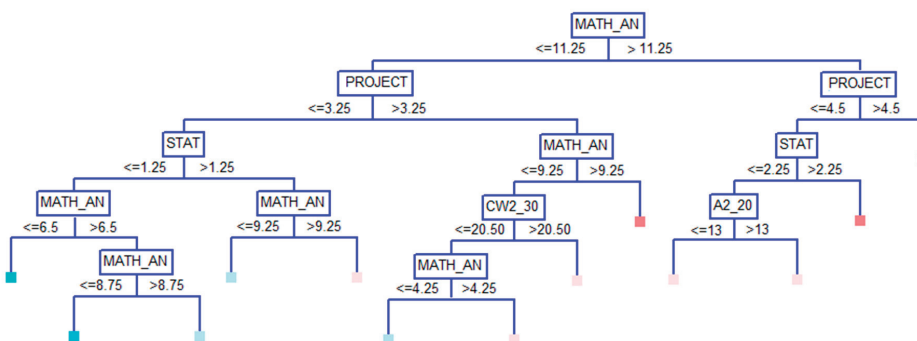 MATH_AN
<=11.25 > 11.25
PROJECT PROJECT
<=3.25 >3.25 <=4.5 >4.5
STAT MATH_AN STAT
<=1.25 >1.25 <=9.25 >9.25 <=2.25 >2.25
MATH_AN MATH_AN CW2_30 A2_20
<=6.5 >6.5 <=9.25 >9.25 <=20.50 >20.50 <=13 >13
MATH_AN MATH_AN
<=8.75 >8.75 <=4.25 >4.25